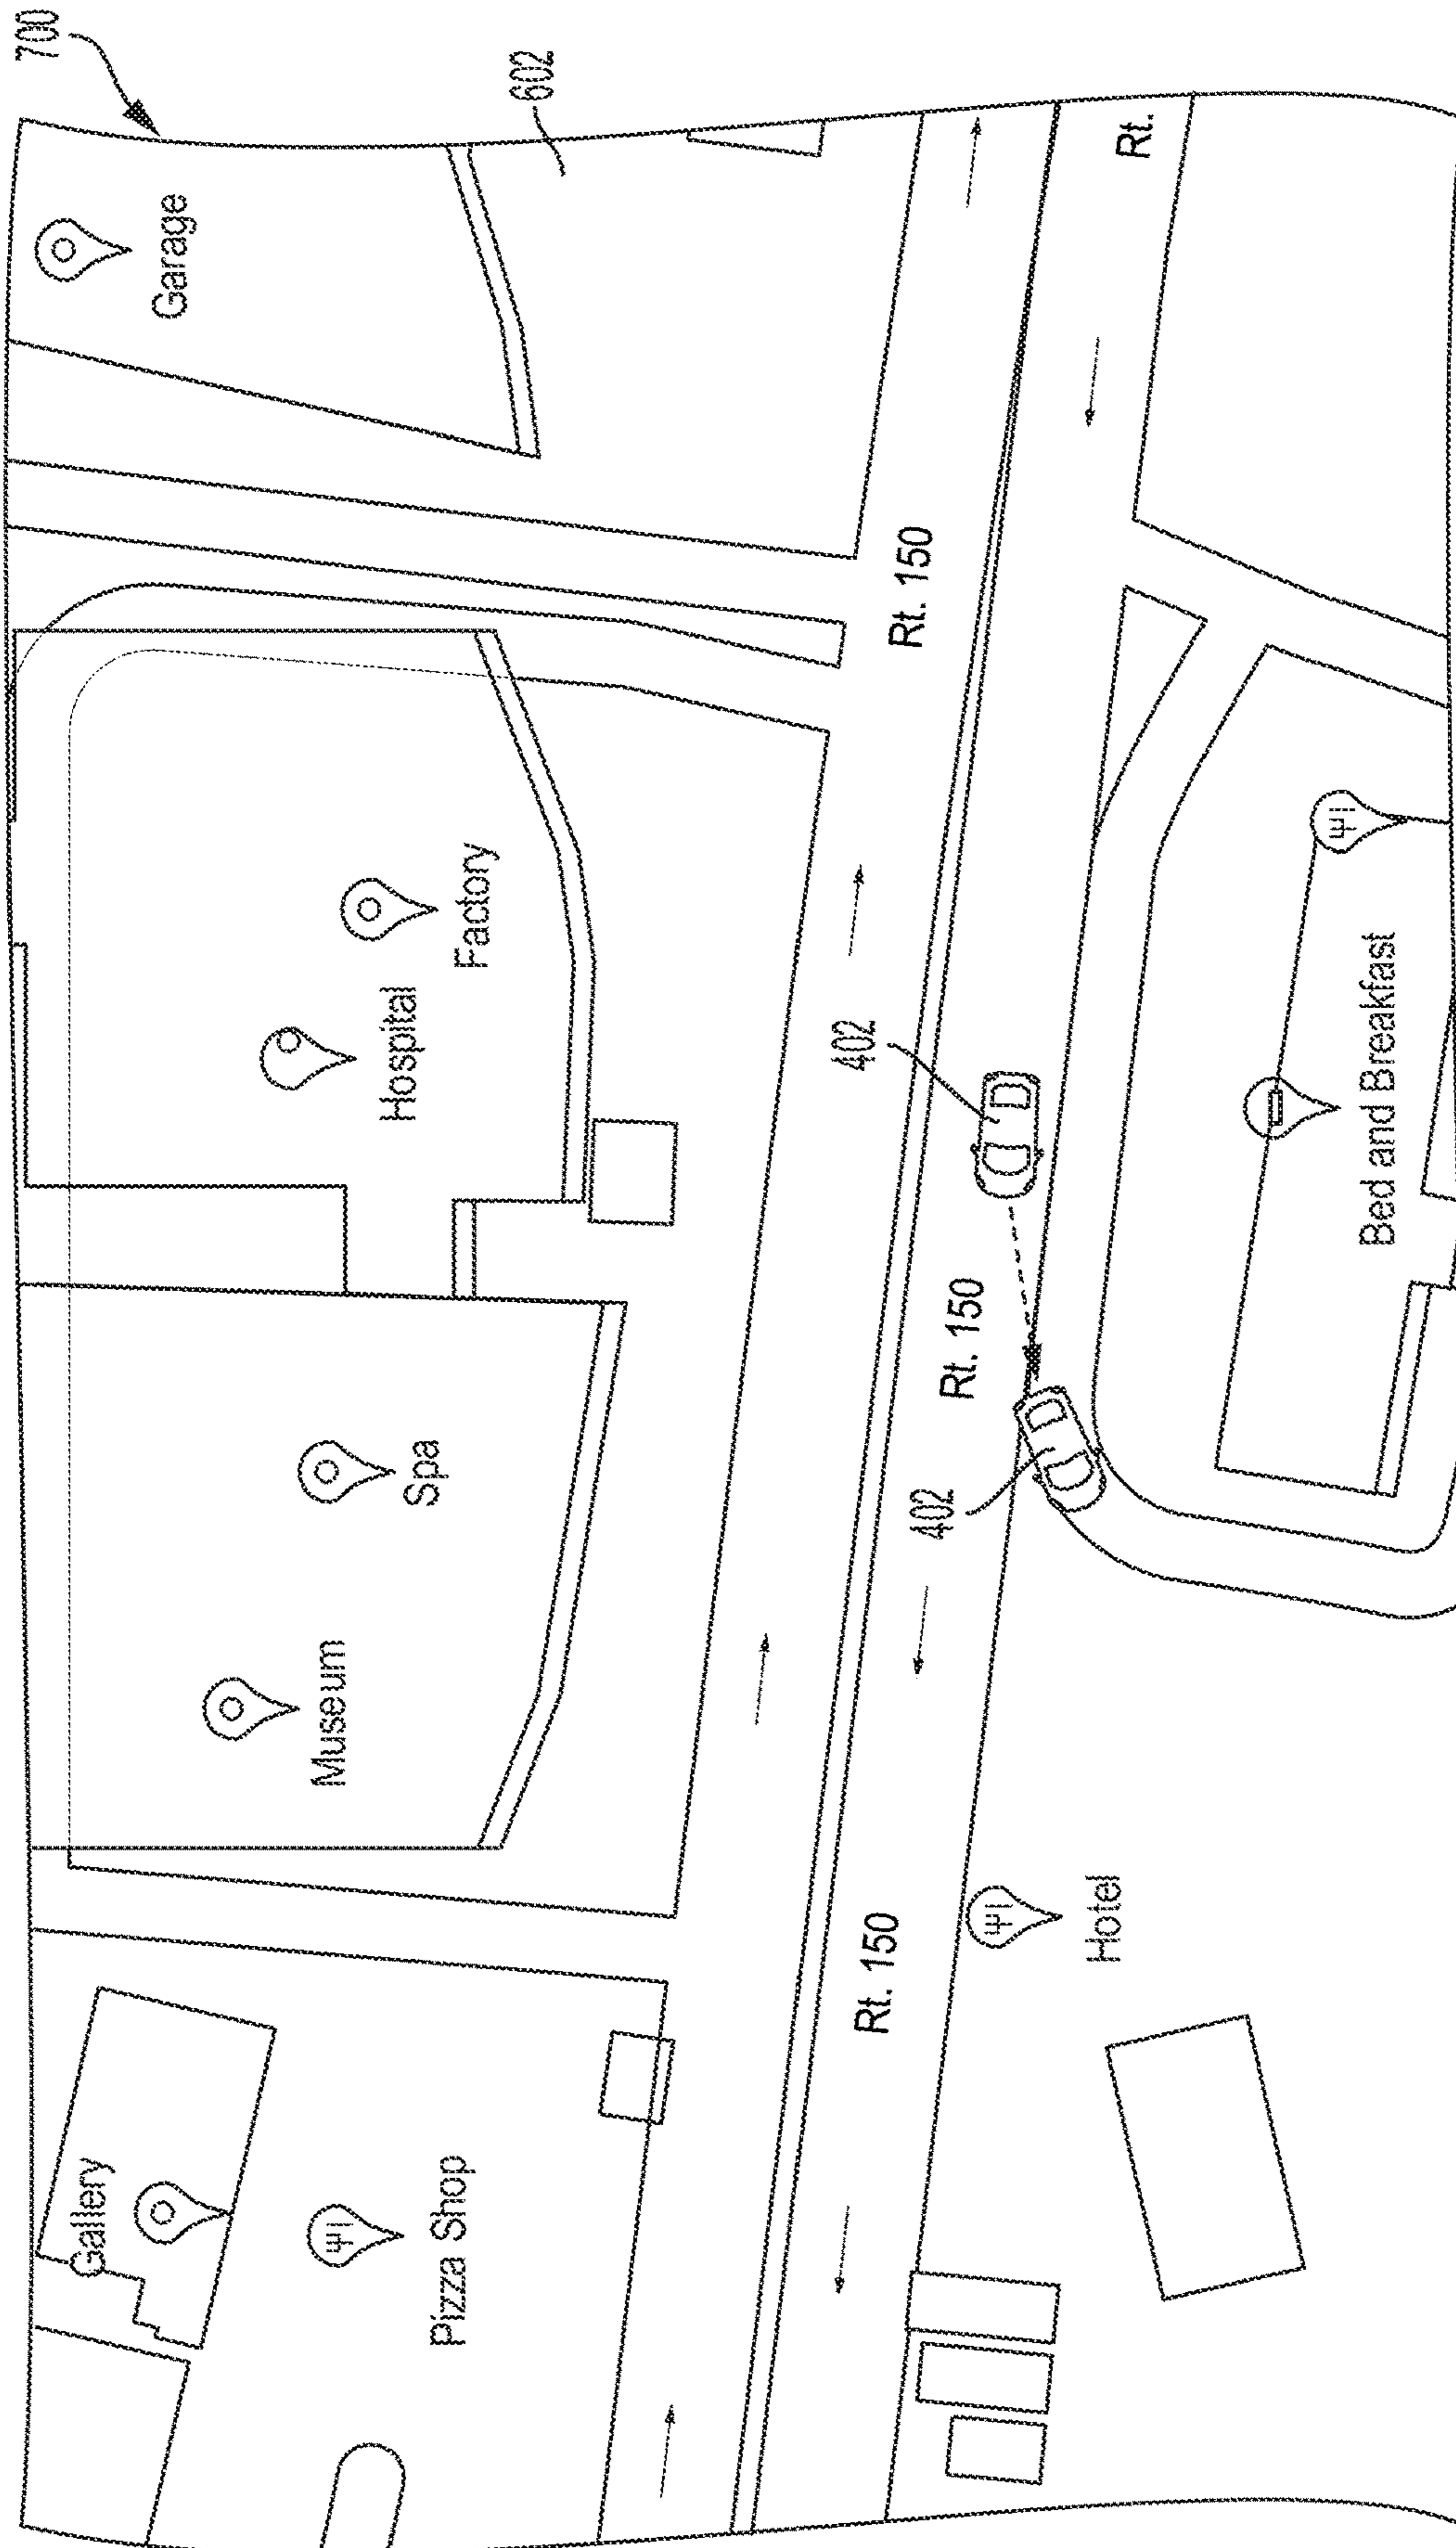 700
602
Garage
Rt.
Rt. 150
Factory
Hospital
402
Bed and Breakfast
Rt. 150
Spa
402
Museum
Rt. 150
Hotel
Gallery
Pizza Shop